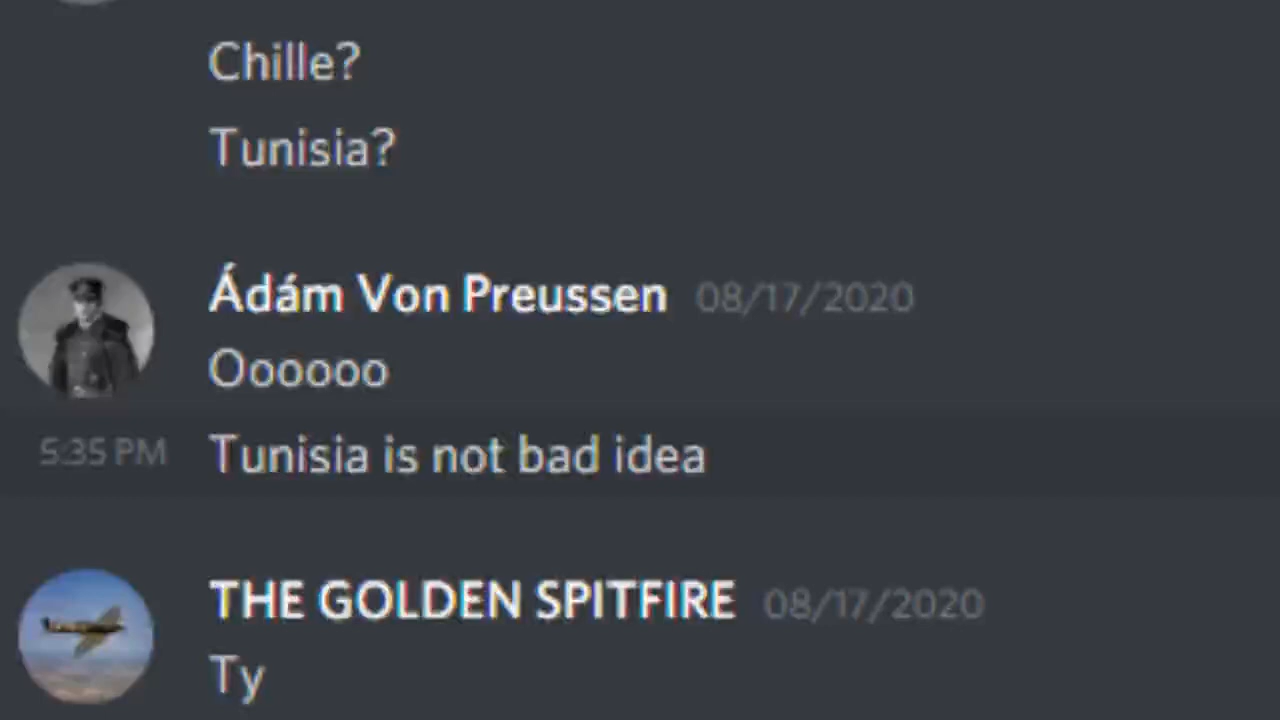 Chille?
Tunisia?
Ádám Von Preussen 08/17/2020
Oooooo
5:35 PM Tunisia is not bad idea
THE GOLDEN SPITFIRE 08/17/2020
Ty